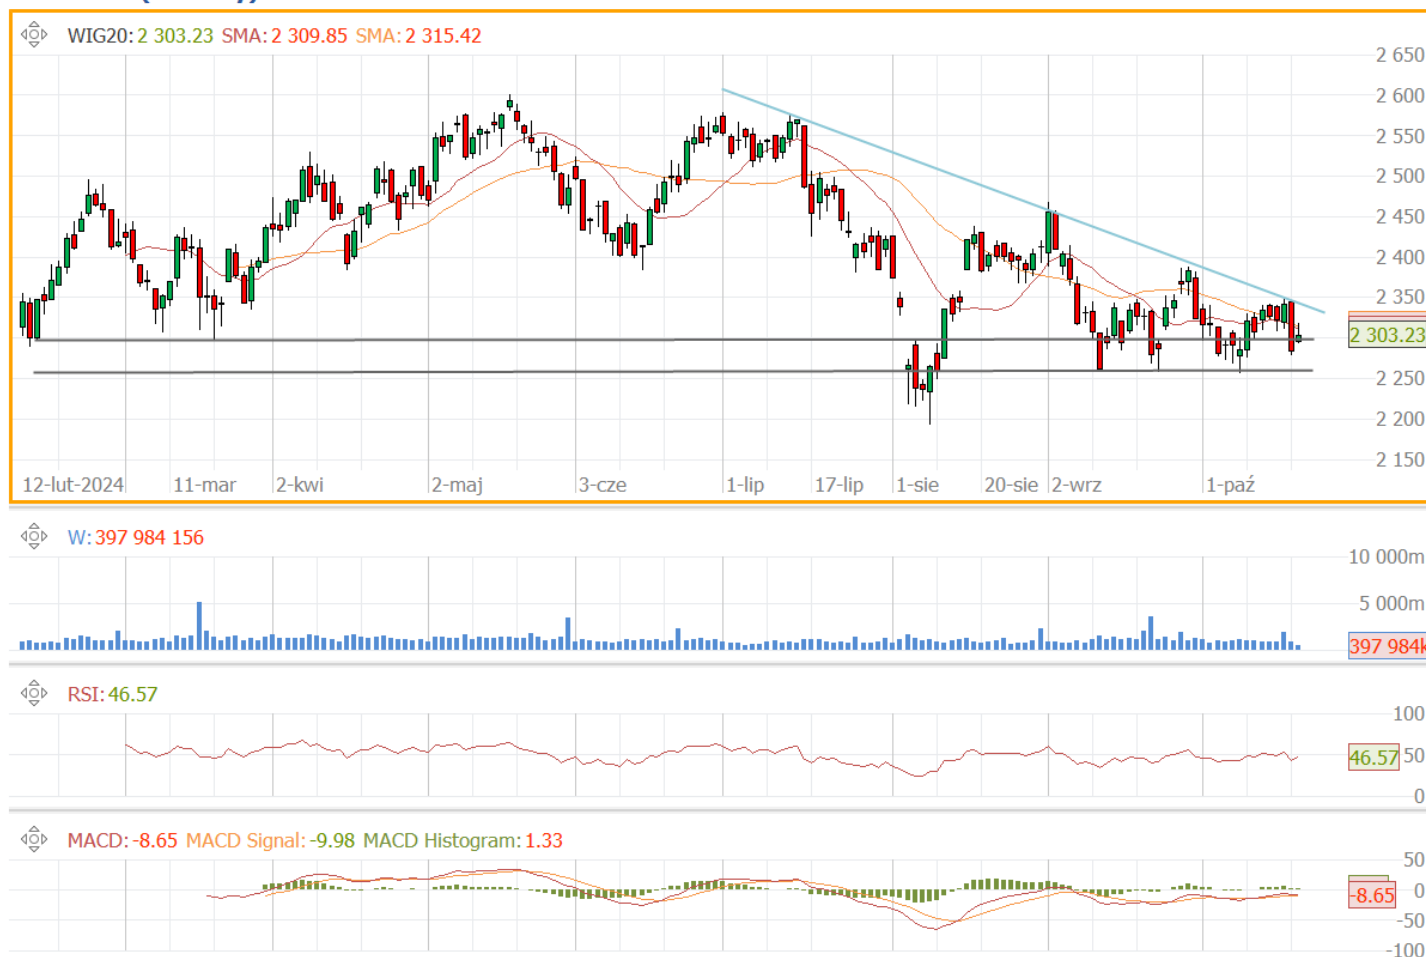 WIG20: 2 303.23 SMA: 2 309.85 SMA: 2 315.42
2 650
2 600
2 550
2 500
2 450
2 400
2 350
2 303.23
2 250
2 200
2 150
12-lut-2024 11-mar 2-kwi 2-maj 3-cze 1-lip 17-lip 1-sie 20-sie 2-wrz 1-paź
W: 397 984 156
10 000m
5 000m
397 984k
RSI: 46.57
100
46.57 50
0
MACD: -8.65 MACD Signal: -9.98 MACD Histogram: 1.33
50
0
-8.65
-50
-100